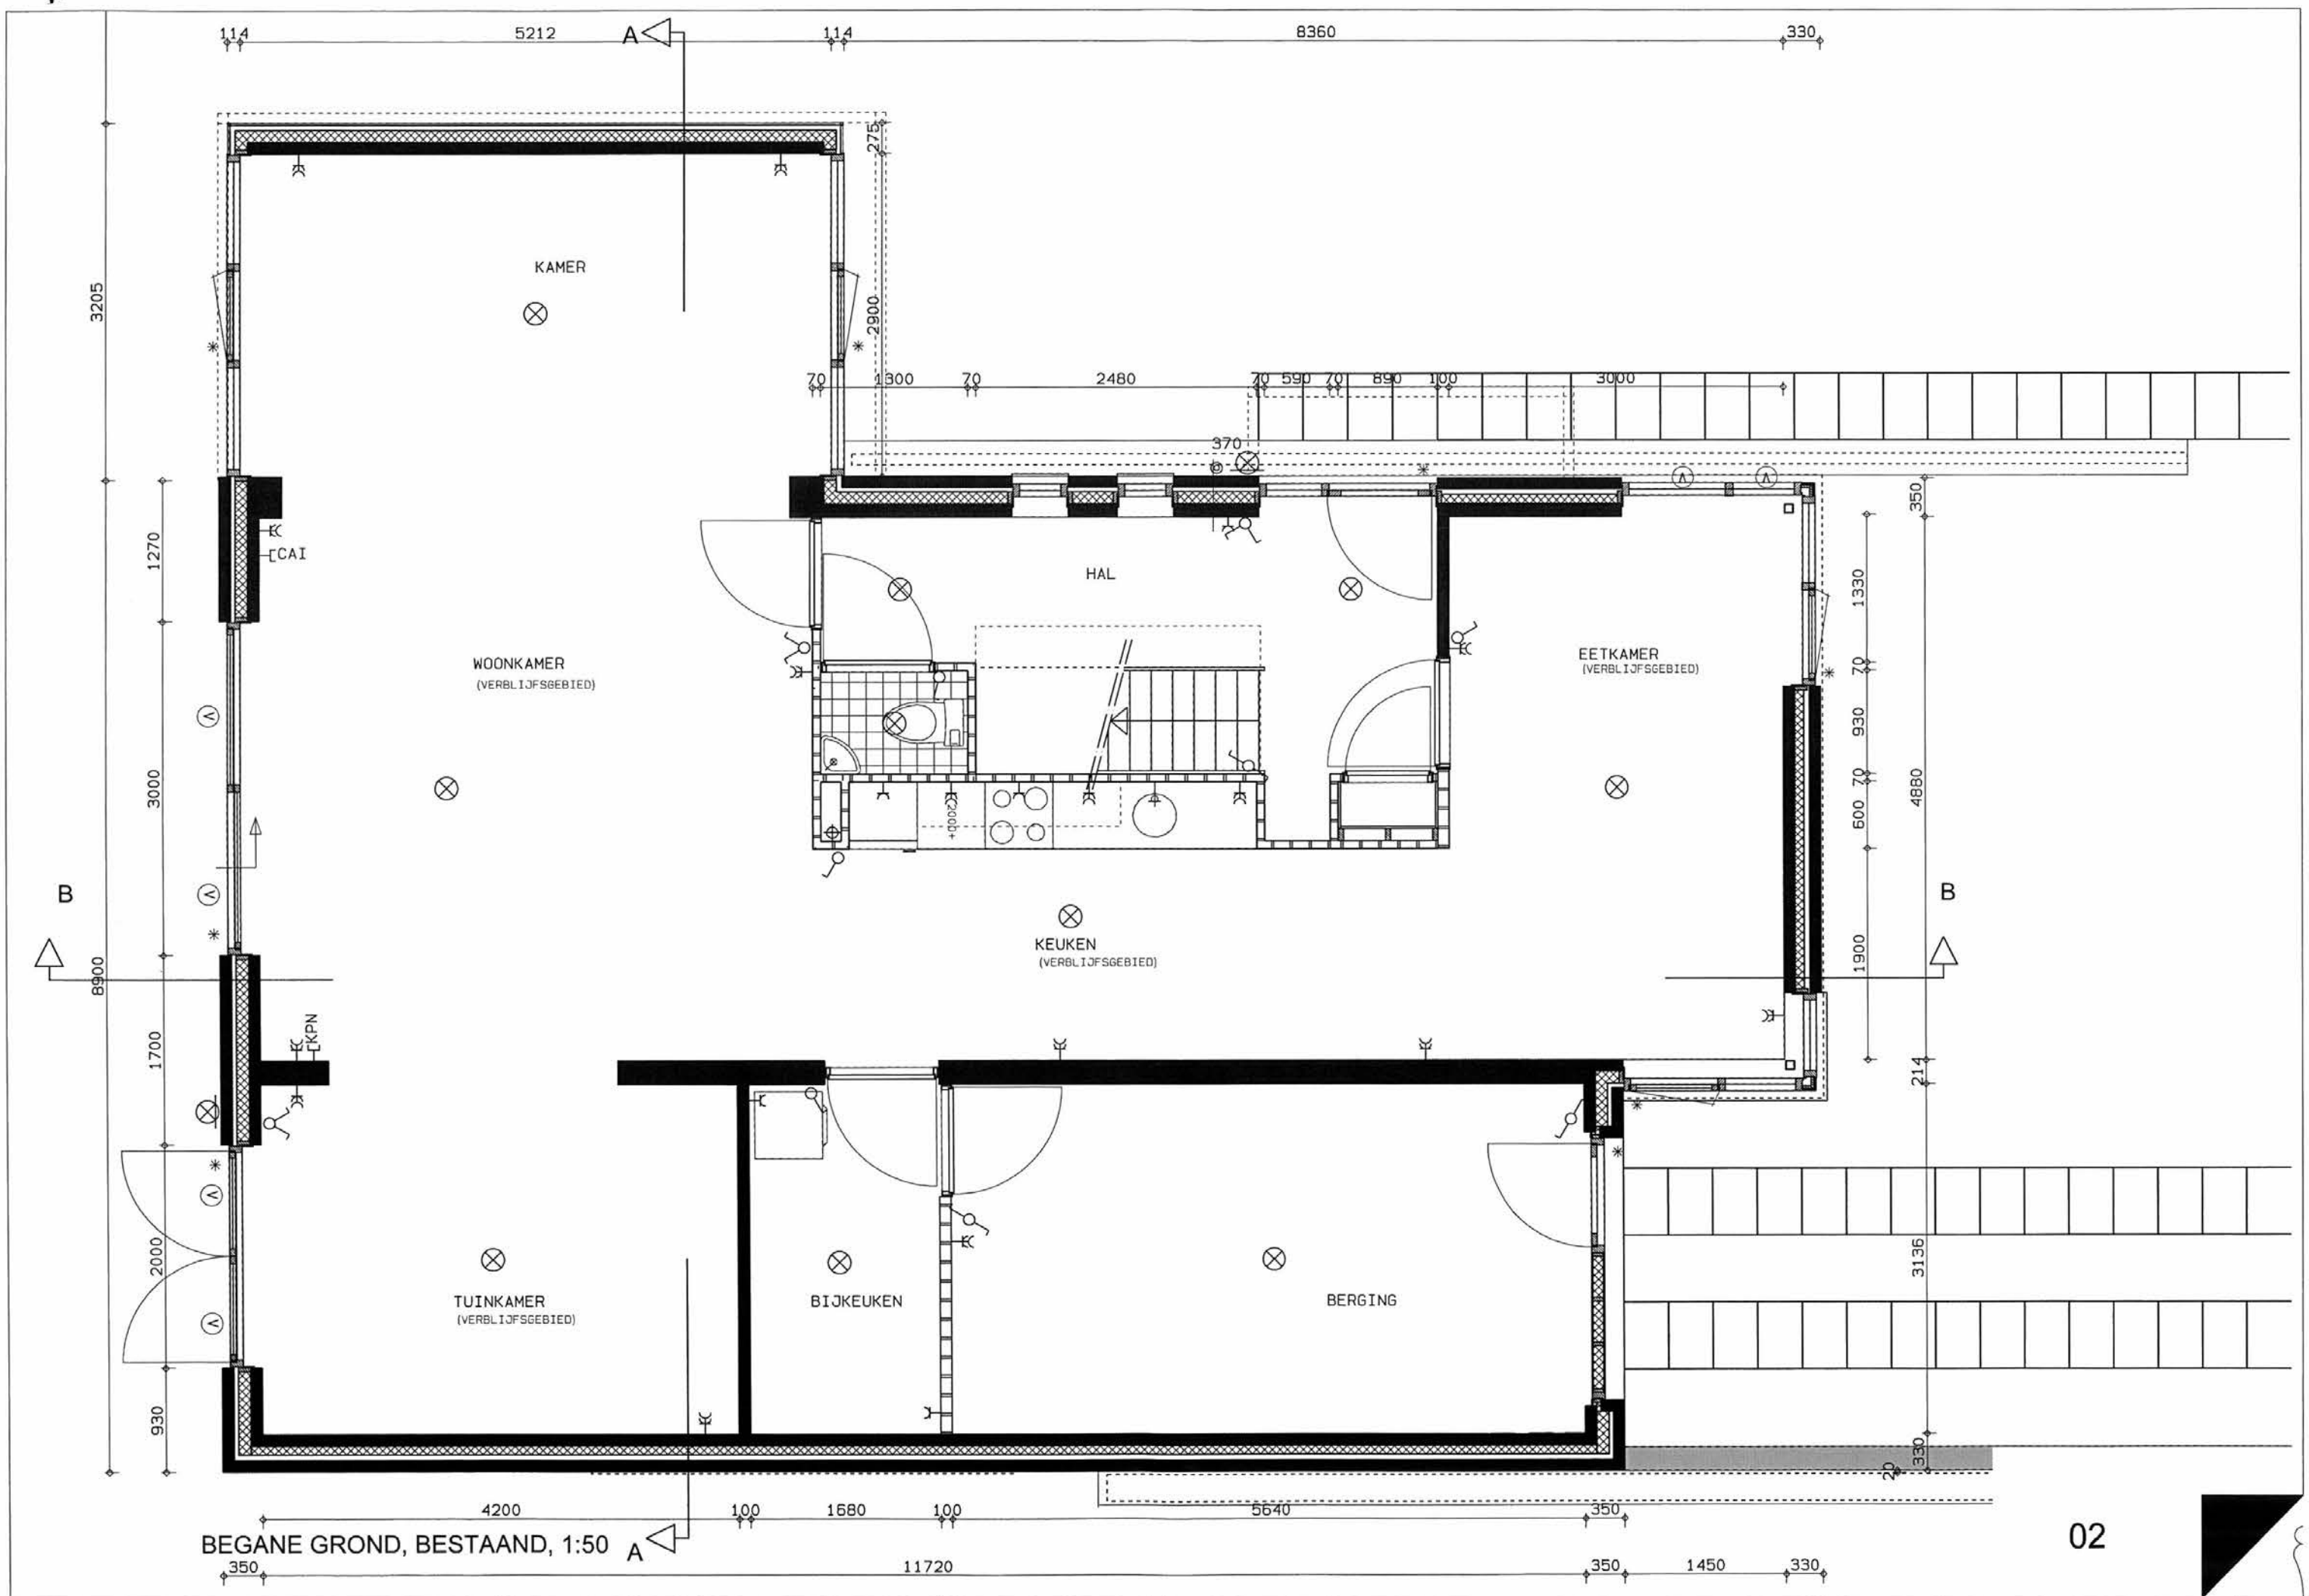 114 5212 A 114 8360 330
275
KAMER
3205
2900
70 1300 70 2480 70 590 70 890 100 3000
370
350
1270
CAI
HAL
1330
WOONKAMER
(VERBLIJFSGEBIED)
EETKAMER
(VERBLIJFSGEBIED)
70
V
930
3000
70
4880
2000+
600
B
V
B
KEUKEN
(VERBLIJFSGEBIED)
1900
8900
KPN
1700
214
V
2000
3136
TUINKAMER
(VERBLIJFSGEBIED)
BIJKEUKEN
BERGING
V
930
330
20
4200 100 1680 100 5640 350
BEGANE GROND, BESTAAND, 1:50 A
02
350 11720 350 1450 330